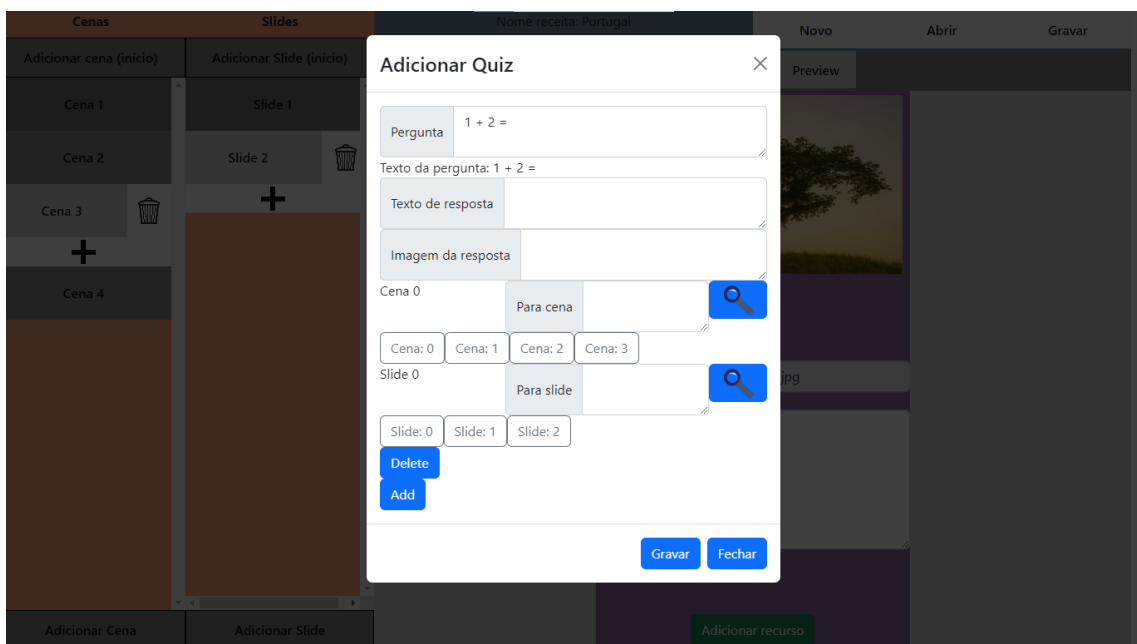 Cenas Slides Nome receita: Portugal
Novo Abrir Gravar
Adicionar cena (início) Adicionar Slide (início)
Preview
Cena 1 Slide 1
Cena 2 Slide 2
Cena 3
Cena 4
Adicionar Quiz
Pergunta 1 + 2 =
Texto da pergunta: 1 + 2 =
Texto de resposta
Imagem da resposta
Cena 0 Para cena
Cena: 0 Cena: 1 Cena: 2 Cena: 3
Slide 0 Para slide
jpg
Slide: 0 Slide: 1 Slide: 2
Delete
Add
Gravar Fechar
Adicionar Cena Adicionar Slide Adicionar recurso